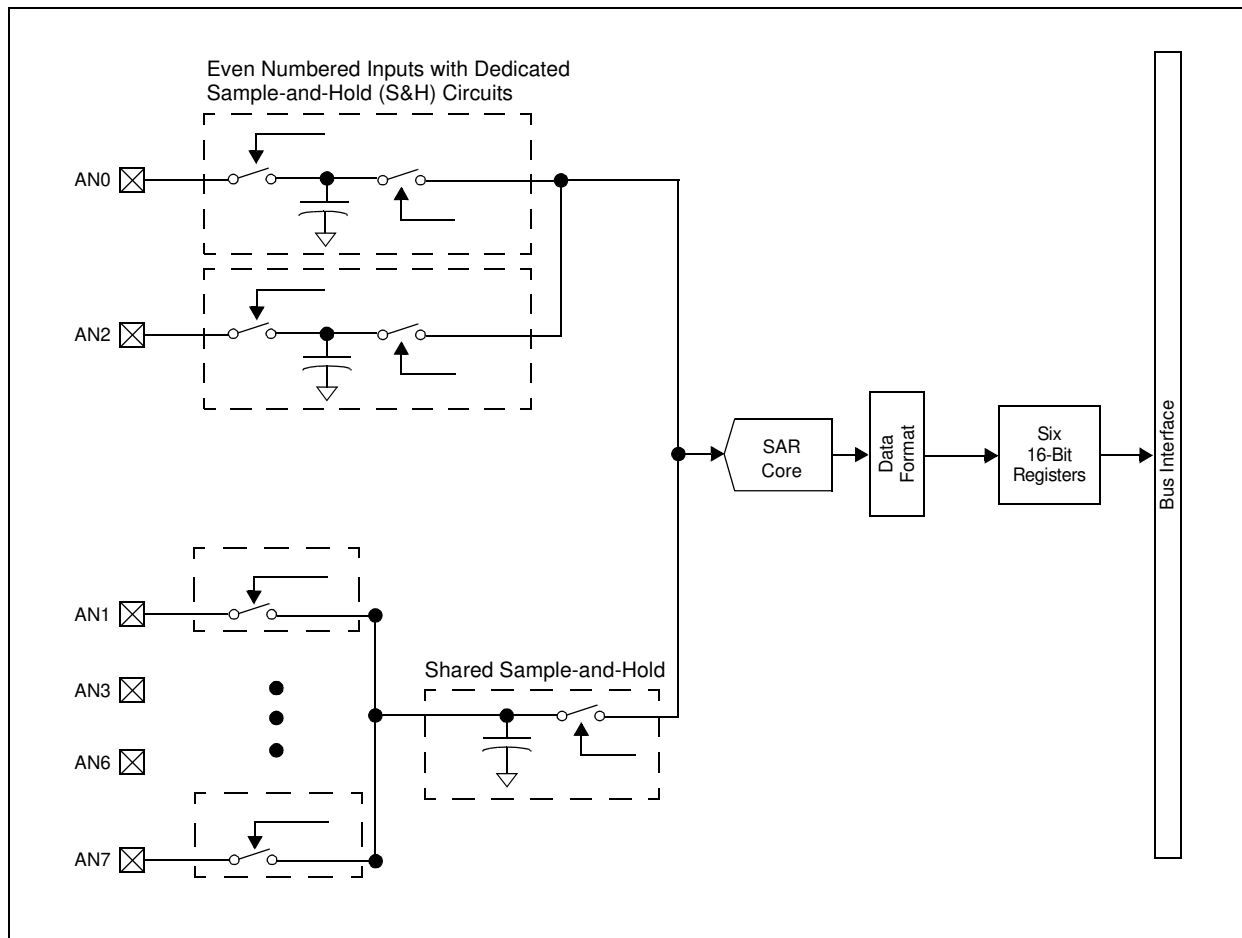 Even Numbered Inputs with Dedicated
Sample-and-Hold (S&H) Circuits
AN0
AN2
SAR
Core
Data
Format
Six
16-Bit
Registers
Bus Interface
AN1
Shared Sample-and-Hold
AN3
AN6
AN7